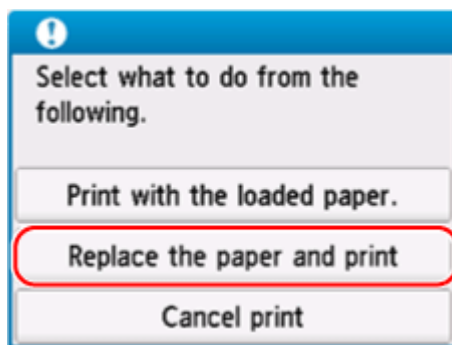 Select what to do from the
following.
Print with the loaded paper.
Replace the paper and print
Cancel print